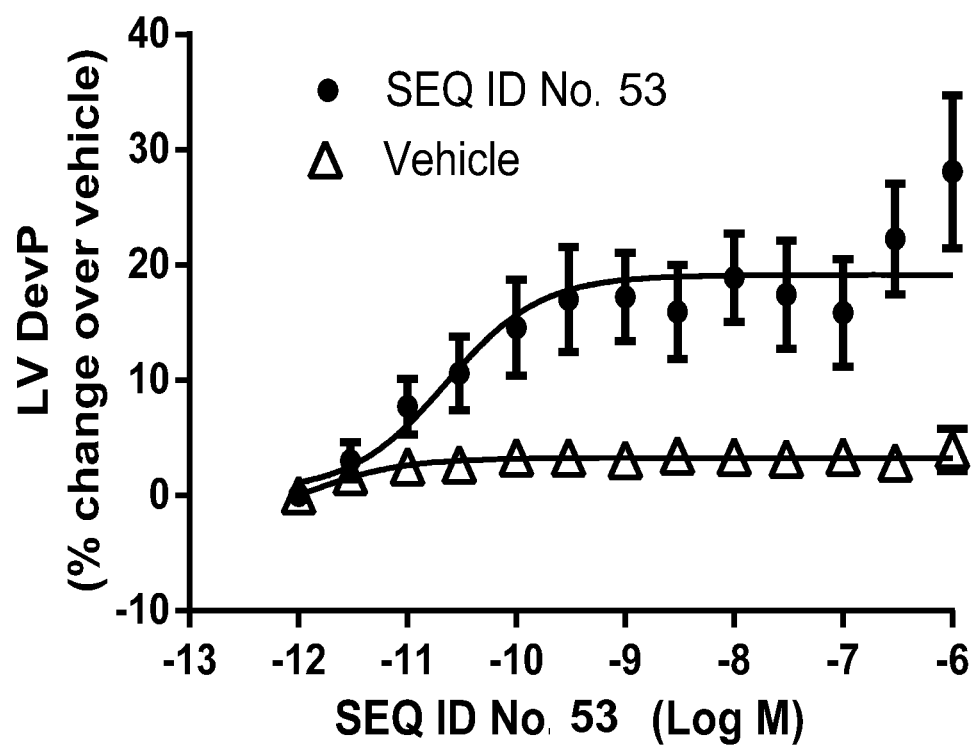 LV DevP
(% change over vehicle)
40
30
20
10
0
-10
SEQ ID No. 53
Vehicle
-13 -12 -11 -10 -9 -8 -7 -6
SEQ ID No. 53 (Log M)